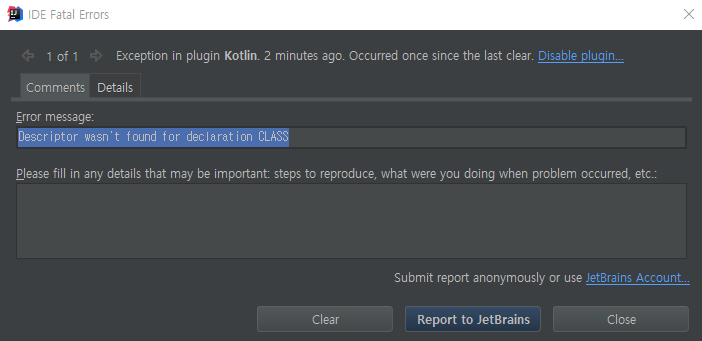 IDE Fatal Errors
1 of 1 Exception in plugin Kotlin. 2 minutes ago. Occurred once since the last clear. Disable plugin...
Comments Details
Error message:
Descriptor wasn't found for declaration CLASS
Please fill in any details that may be important: steps to reproduce, what were you doing when problem occurred, etc.:
Submit report anonymously or use JetBrains Account...
Clear Report to JetBrains Close